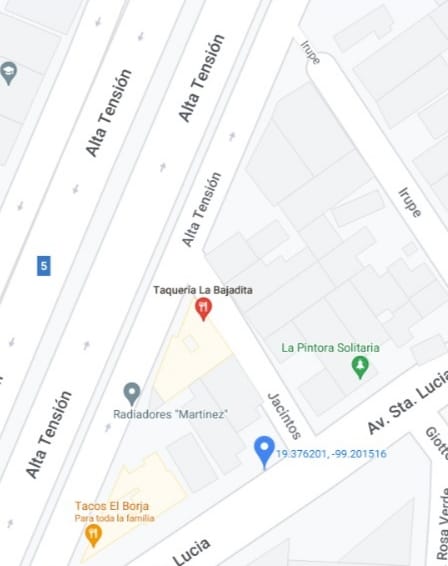 Irupe
Alta Tensión
Alta Tensión
Alta Tensión
Irupe
5
Taquería La Bajadita
La Pintora Solitaria
Radiadores "Martinez"
Jacintos
Av. Sta. Lucia
Alta Tensión
19.376201, -99.201516
Giotto
Rosa Verde
Tacos El Borja
Para toda la familia
Lucia